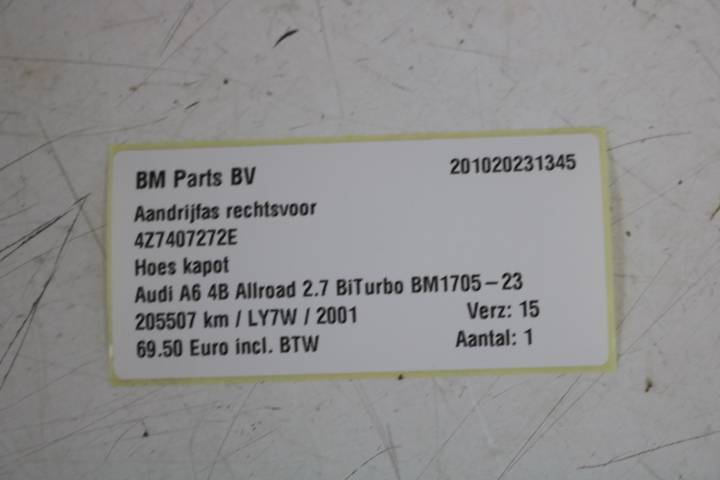 BM Parts BV 201020231345
Aandrijfas rechtsvoor
4Z7407272E
Hoes kapot
Audi A6 4B Allroad 2.7 BiTurbo BM1705-23
205507 km / LY7W / 2001 Verz: 15
69.50 Euro incl. BTW Aantal: 1